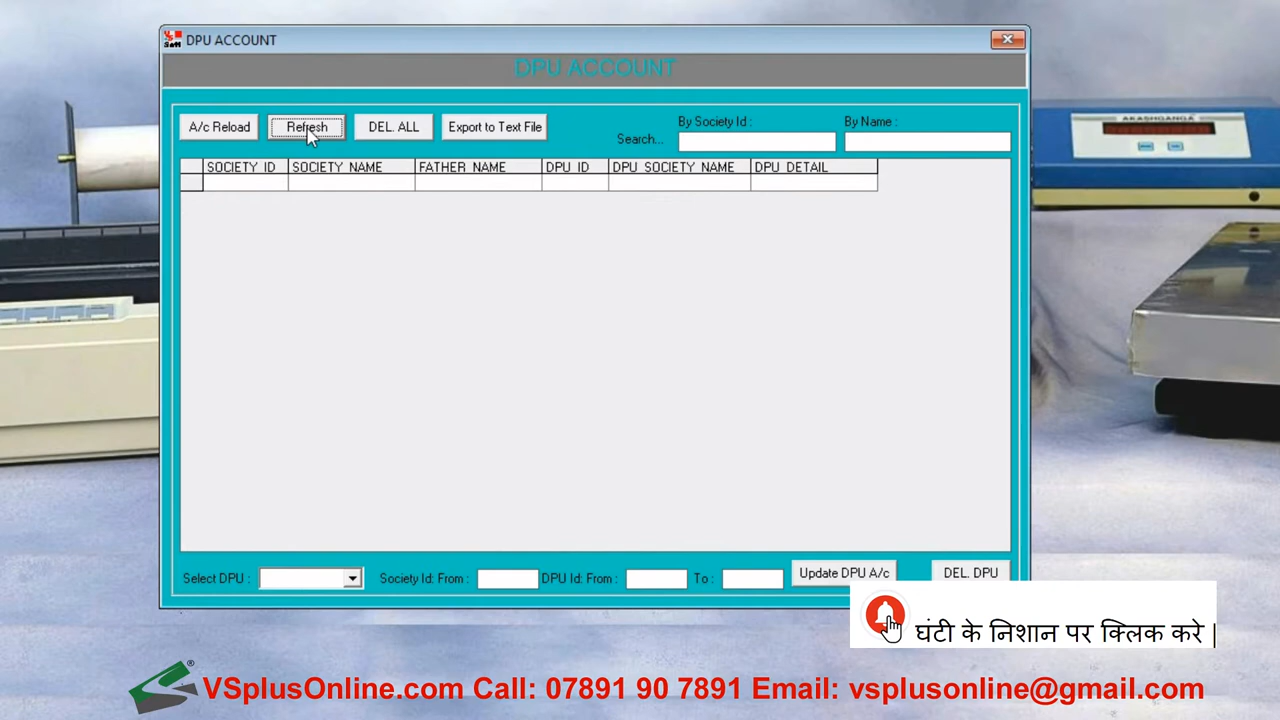 DPU ACCOUNT
DPU ACCOUNT
A/c Reload Refresh DEL. ALL Export to Text File Search... By Society Id : By Name :
SOCIETY ID SOCIETY NAME FATHER NAME DPU ID DPU SOCIETY NAME DPU DETAIL
Select DPU : Society Id: From : DPU Id: From : To : Update DPU A/c DEL. DPU
AKASHGANGA
घंटी के निशान पर क्लिक करे |
VSplusOnline.com Call: 07891 90 7891 Email: vsplusonline@gmail.com